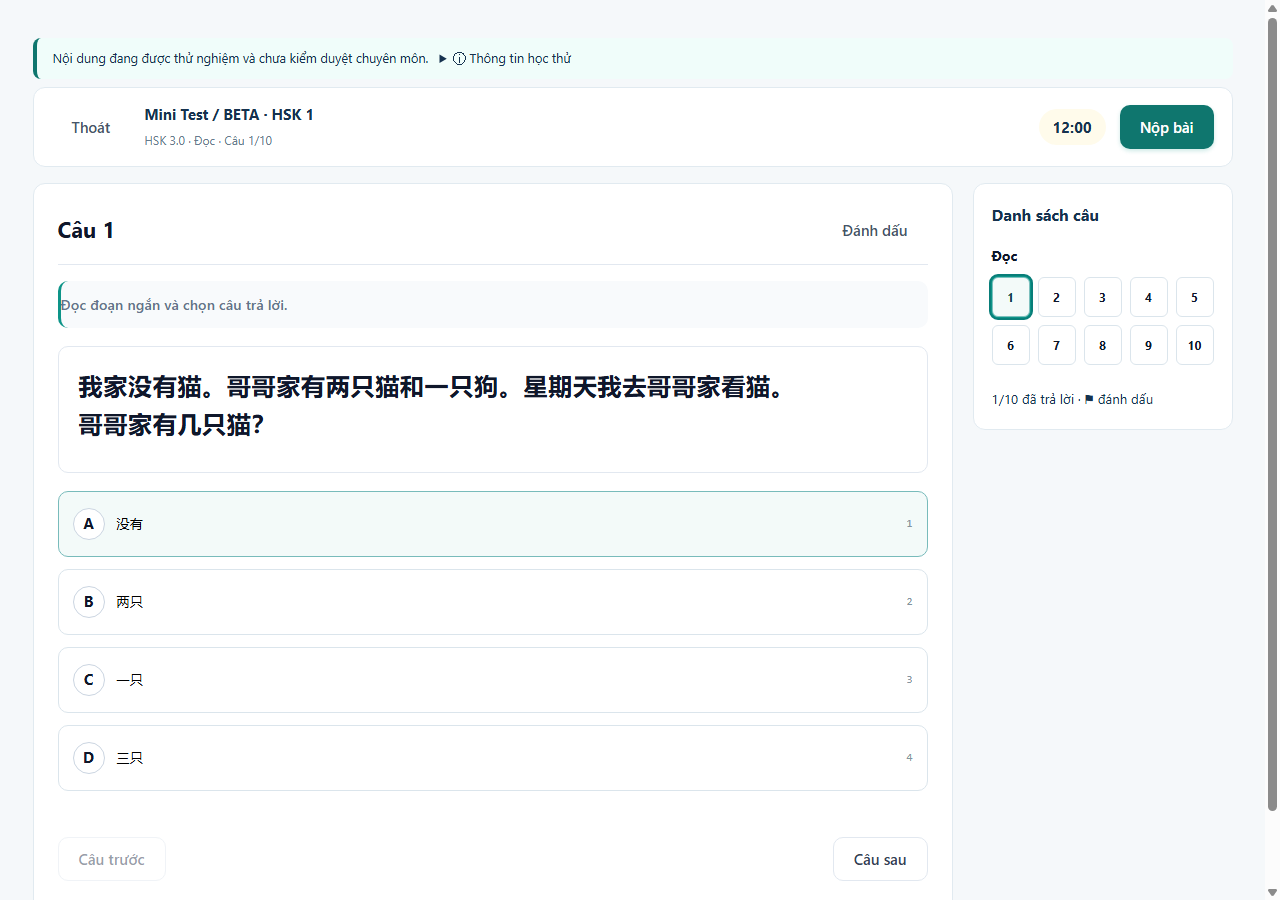 Nội dung đang được thử nghiệm và chưa kiểm duyệt chuyên môn. ▶ ⓘ Thông tin học thử
Thoát
Mini Test / BETA · HSK 1
HSK 3.0 · Đọc · Câu 1/10
12:00
Nộp bài
Câu 1
Đánh dấu
Đọc đoạn ngắn và chọn câu trả lời.
我家没有猫。哥哥家有两只猫和一只狗。星期天我去哥哥家看猫。
哥哥家有几只猫？
A 没有 1
B 两只 2
C 一只 3
D 三只 4
Câu trước
Câu sau
Danh sách câu
Đọc
1 2 3 4 5
6 7 8 9 10
1/10 đã trả lời · ⚑ đánh dấu